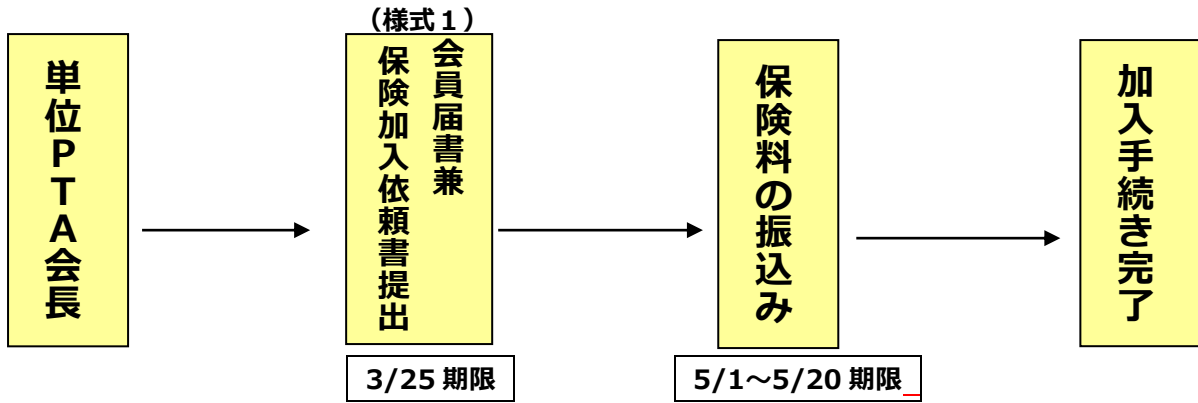 単位PTA会長
（様式１）
会員届書兼
保険加入依頼書提出
3/25 期限
保険料の振込み
5/1～5/20 期限
加入手続き完了